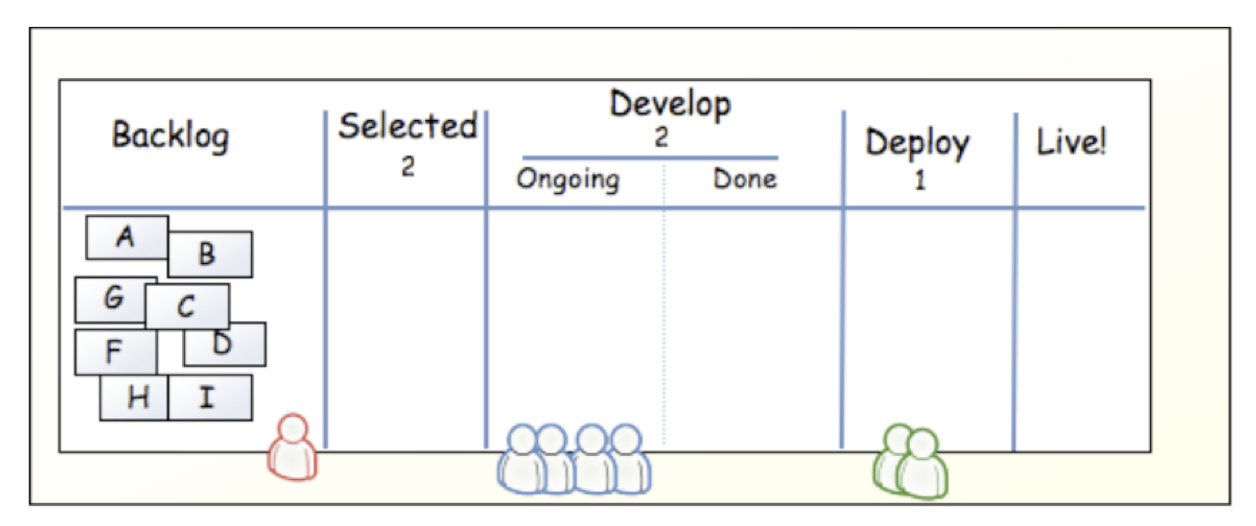 Backlog
Selected
2
Develop
2
Ongoing Done
Deploy
1
Live!
A
B
G
C
F
D
H
I